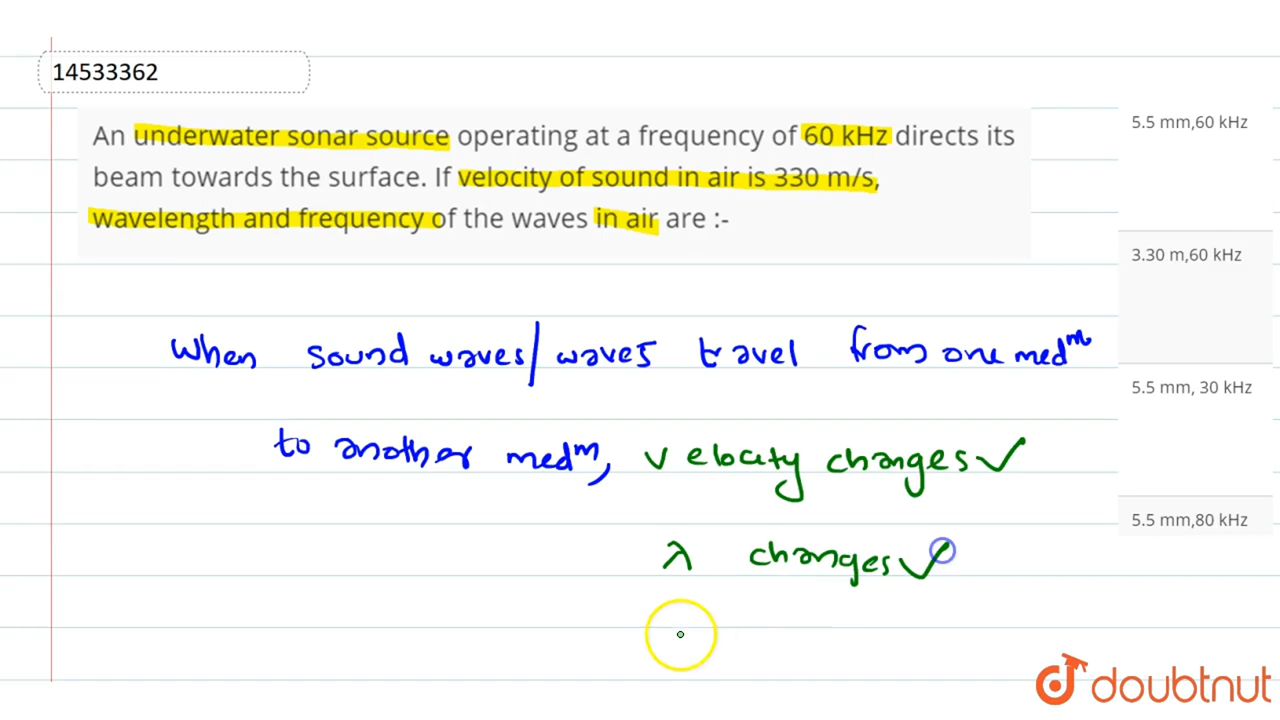 14533362
An underwater sonar source operating at a frequency of 60 kHz directs its
beam towards the surface. If velocity of sound in air is 330 m/s,
wavelength and frequency of the waves in air are :-
5.5 mm,60 kHz
3.30 m,60 kHz
5.5 mm, 30 kHz
5.5 mm,80 kHz
When sound waves/waves travel from one medᵐ
to another medᵐ, velocity changes ✓
λ changes ✓
doubtnut